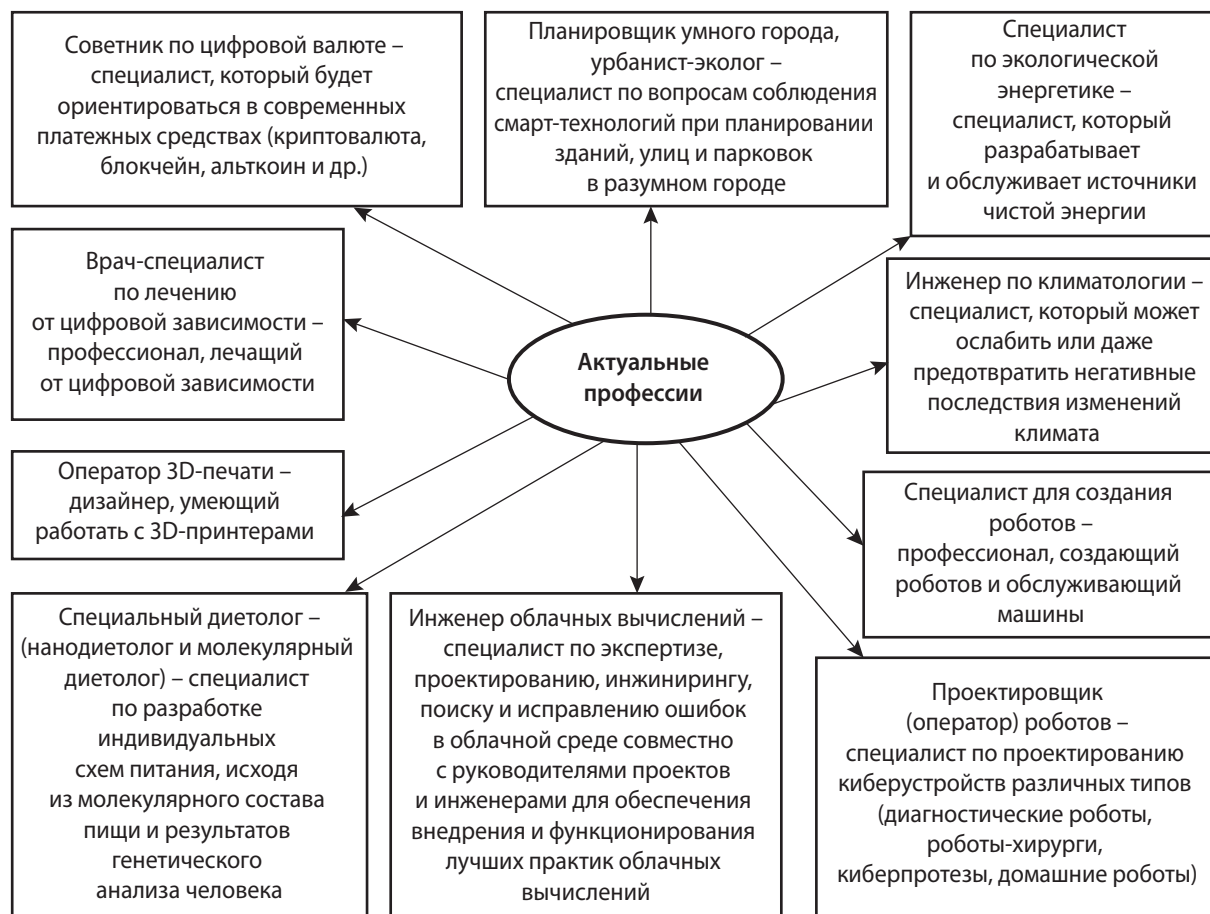 Советник по цифровой валюте –
специалист, который будет
ориентироваться в современных
платежных средствах (криптовалюта,
блокчейн, альткоин и др.)
Планировщик умного города,
урбанист-эколог –
специалист по вопросам соблюдения
смарт-технологий при планировании
зданий, улиц и парковок
в разумном городе
Специалист
по экологической
энергетике –
специалист, который
разрабатывает
и обслуживает источники
чистой энергии
Врач-специалист
по лечению
от цифровой зависимости –
профессионал, лечащий
от цифровой зависимости
Актуальные
профессии
Инженер по климатологии –
специалист, который может
ослабить или даже
предотвратить негативные
последствия изменений
климата
Оператор 3D-печати –
дизайнер, умеющий
работать с 3D-принтерами
Специалист для создания
роботов –
профессионал, создающий
роботов и обслуживающий
машины
Специальный диетолог –
(нанодиетолог и молекулярный
диетолог) – специалист
по разработке
индивидуальных
схем питания, исходя
из молекулярного состава
пищи и результатов
генетического
анализа человека
Инженер облачных вычислений –
специалист по экспертизе,
проектированию, инжинирингу,
поиску и исправлению ошибок
в облачной среде совместно
с руководителями проектов
и инженерами для обеспечения
внедрения и функционирования
лучших практик облачных
вычислений
Проектировщик
(оператор) роботов –
специалист по проектированию
киберустройств различных типов
(диагностические роботы,
роботы-хирурги,
киберпротезы, домашние роботы)